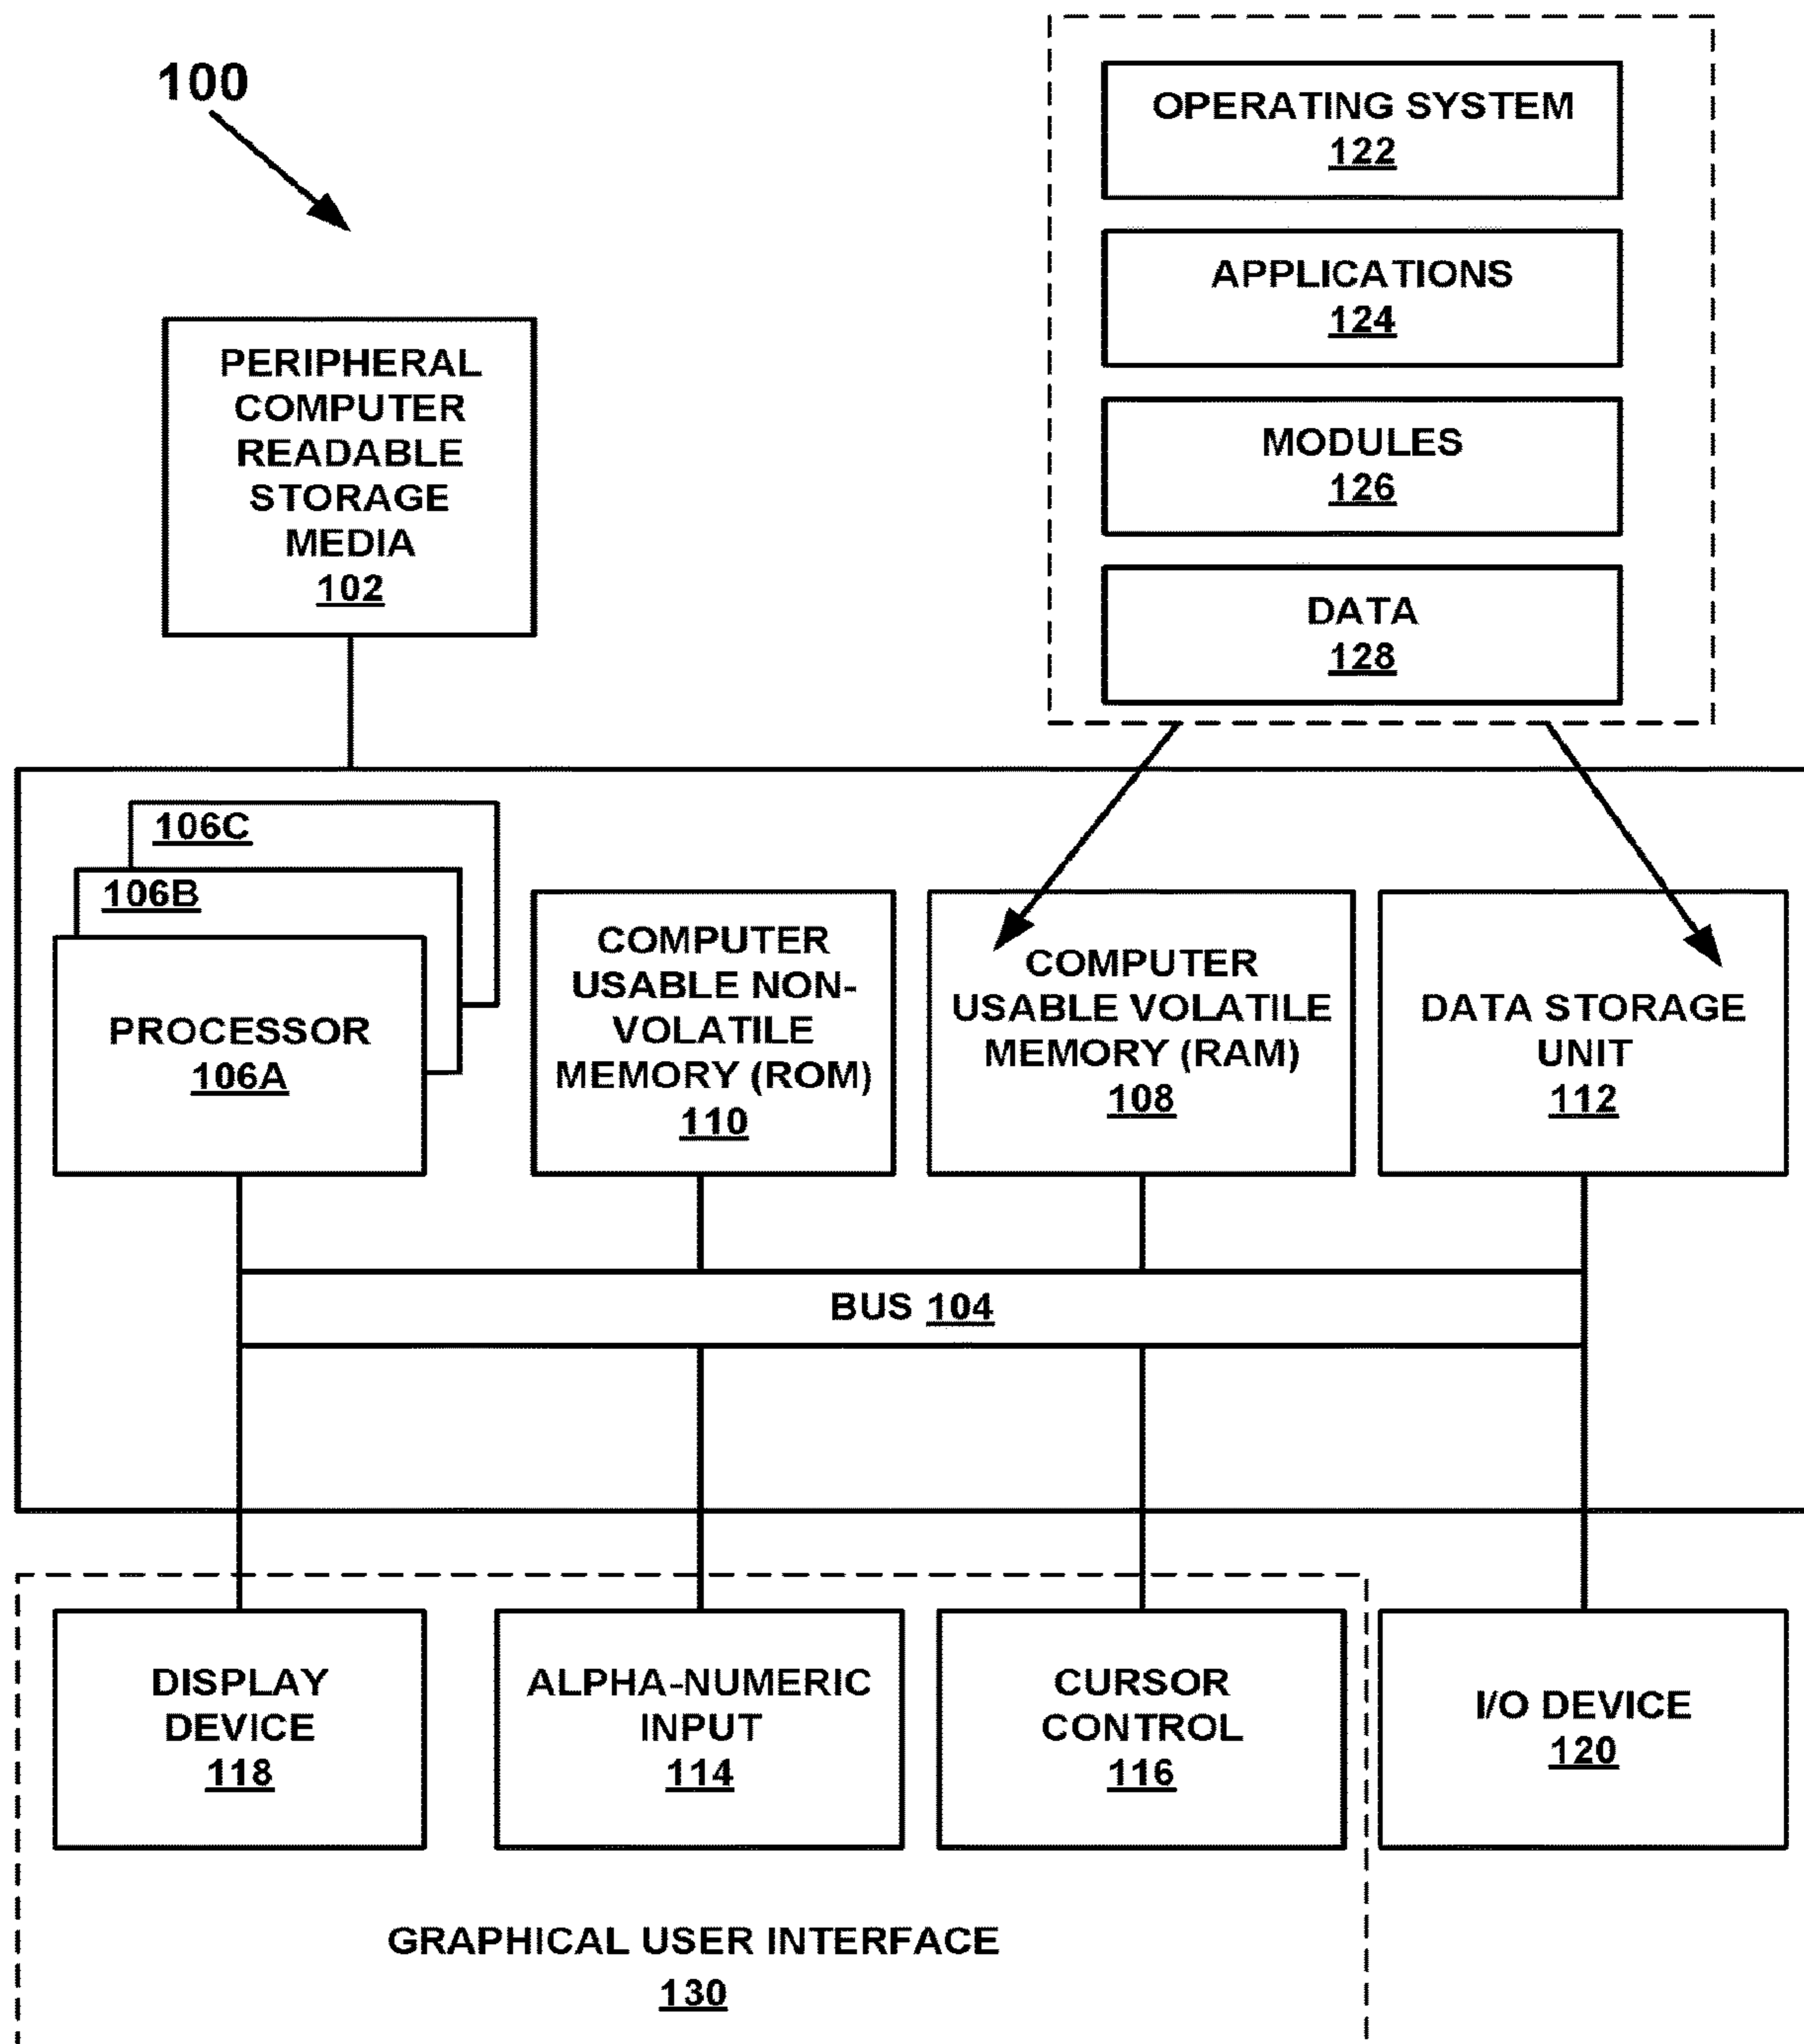 100
OPERATING SYSTEM
122
APPLICATIONS
124
MODULES
126
DATA
128
PERIPHERAL
COMPUTER
READABLE
STORAGE
MEDIA
102
106C
106B
PROCESSOR
106A
COMPUTER
USABLE NON-
VOLATILE
MEMORY (ROM)
110
COMPUTER
USABLE VOLATILE
MEMORY (RAM)
108
DATA STORAGE
UNIT
112
BUS 104
DISPLAY
DEVICE
118
ALPHA-NUMERIC
INPUT
114
CURSOR
CONTROL
116
I/O DEVICE
120
GRAPHICAL USER INTERFACE
130